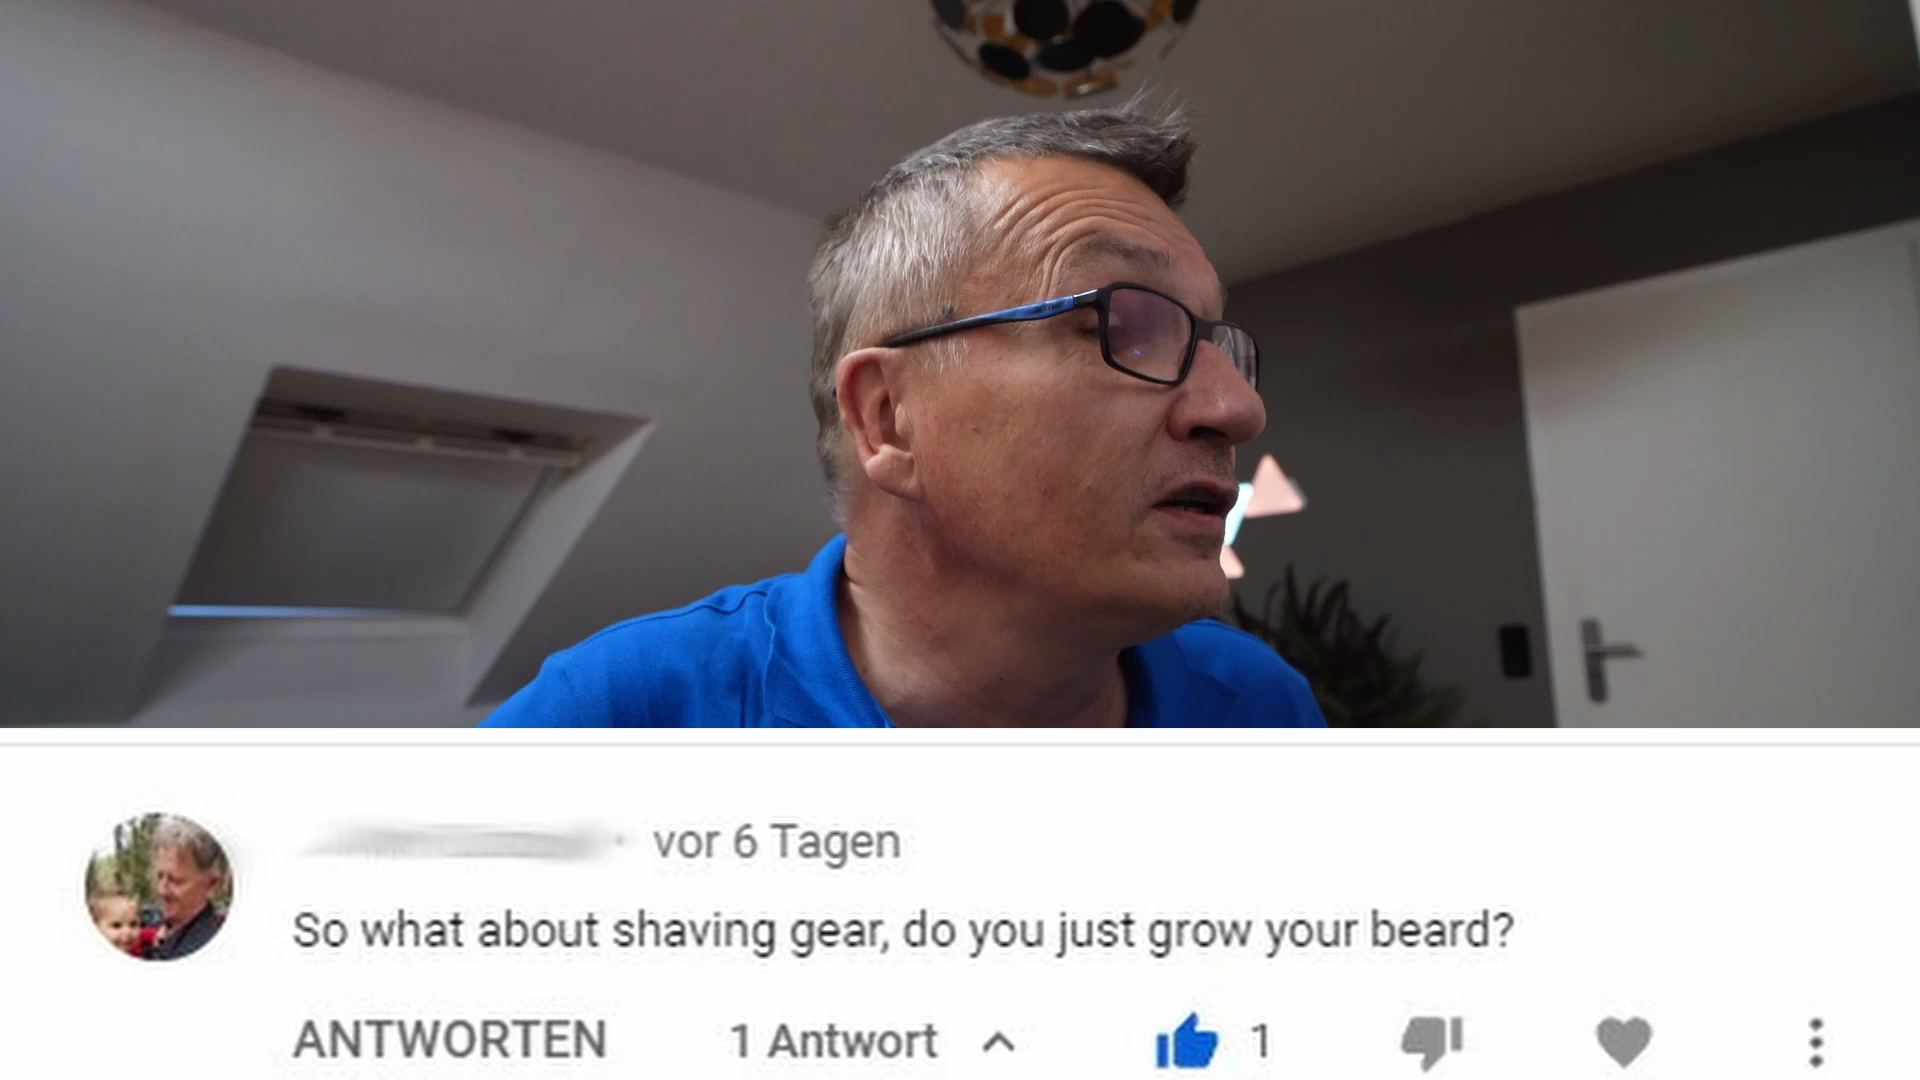 vor 6 Tagen
So what about shaving gear, do you just grow your beard?
ANTWORTEN 1 Antwort 1